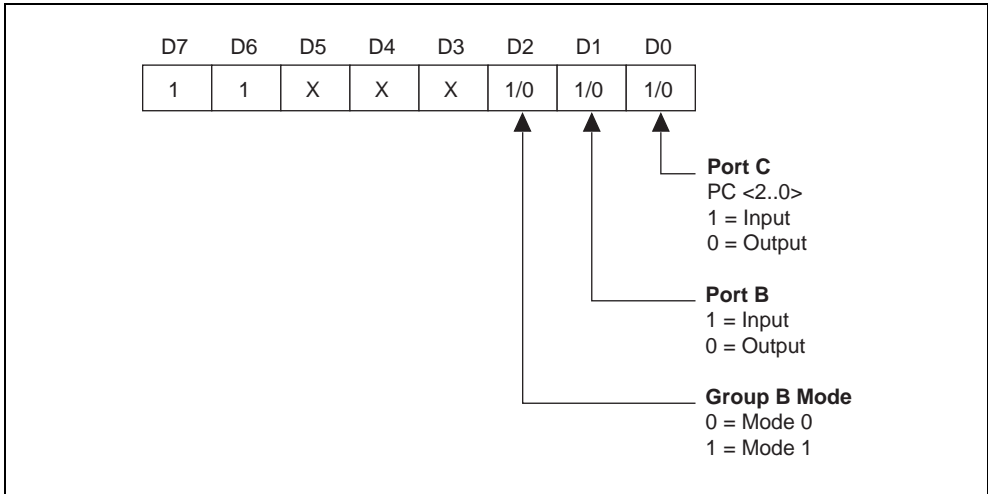 D7 D6 D5 D4 D3 D2 D1 D0
1 1 X X X 1/0 1/0 1/0
Port C
PC <2..0>
1 = Input
0 = Output
Port B
1 = Input
0 = Output
Group B Mode
0 = Mode 0
1 = Mode 1